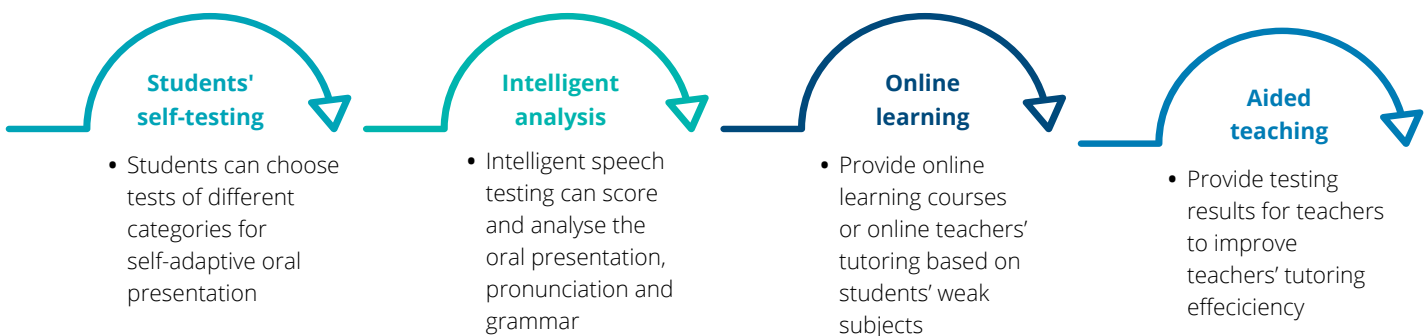 Students'
self-testing
• Students can choose
tests of different
categories for
self-adaptive oral
presentation
Intelligent
analysis
• Intelligent speech
testing can score
and analyse the
oral presentation,
pronunciation and
grammar
Online
learning
• Provide online
learning courses
or online teachers’
tutoring based on
students’ weak
subjects
Aided
teaching
• Provide testing
results for teachers
to improve
teachers’ tutoring
effeciciency